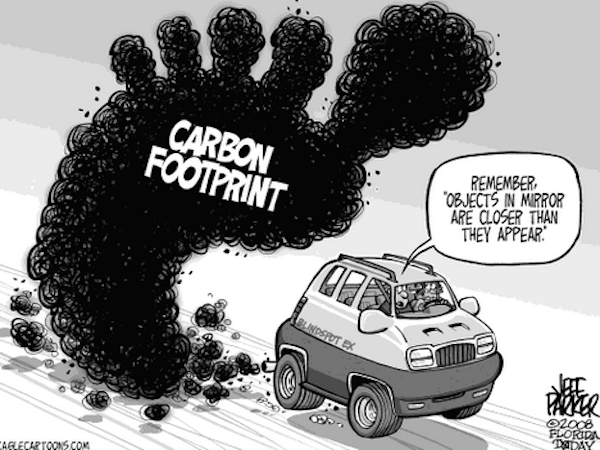 CARBON
FOOTPRINT
REMEMBER,
"OBJECTS IN MIRROR
ARE CLOSER THAN
THEY APPEAR."
BLINDSPOT EX
JEFF
PARKER
©2008
FLORIDA
TODAY
CAGLECARTOONS.COM